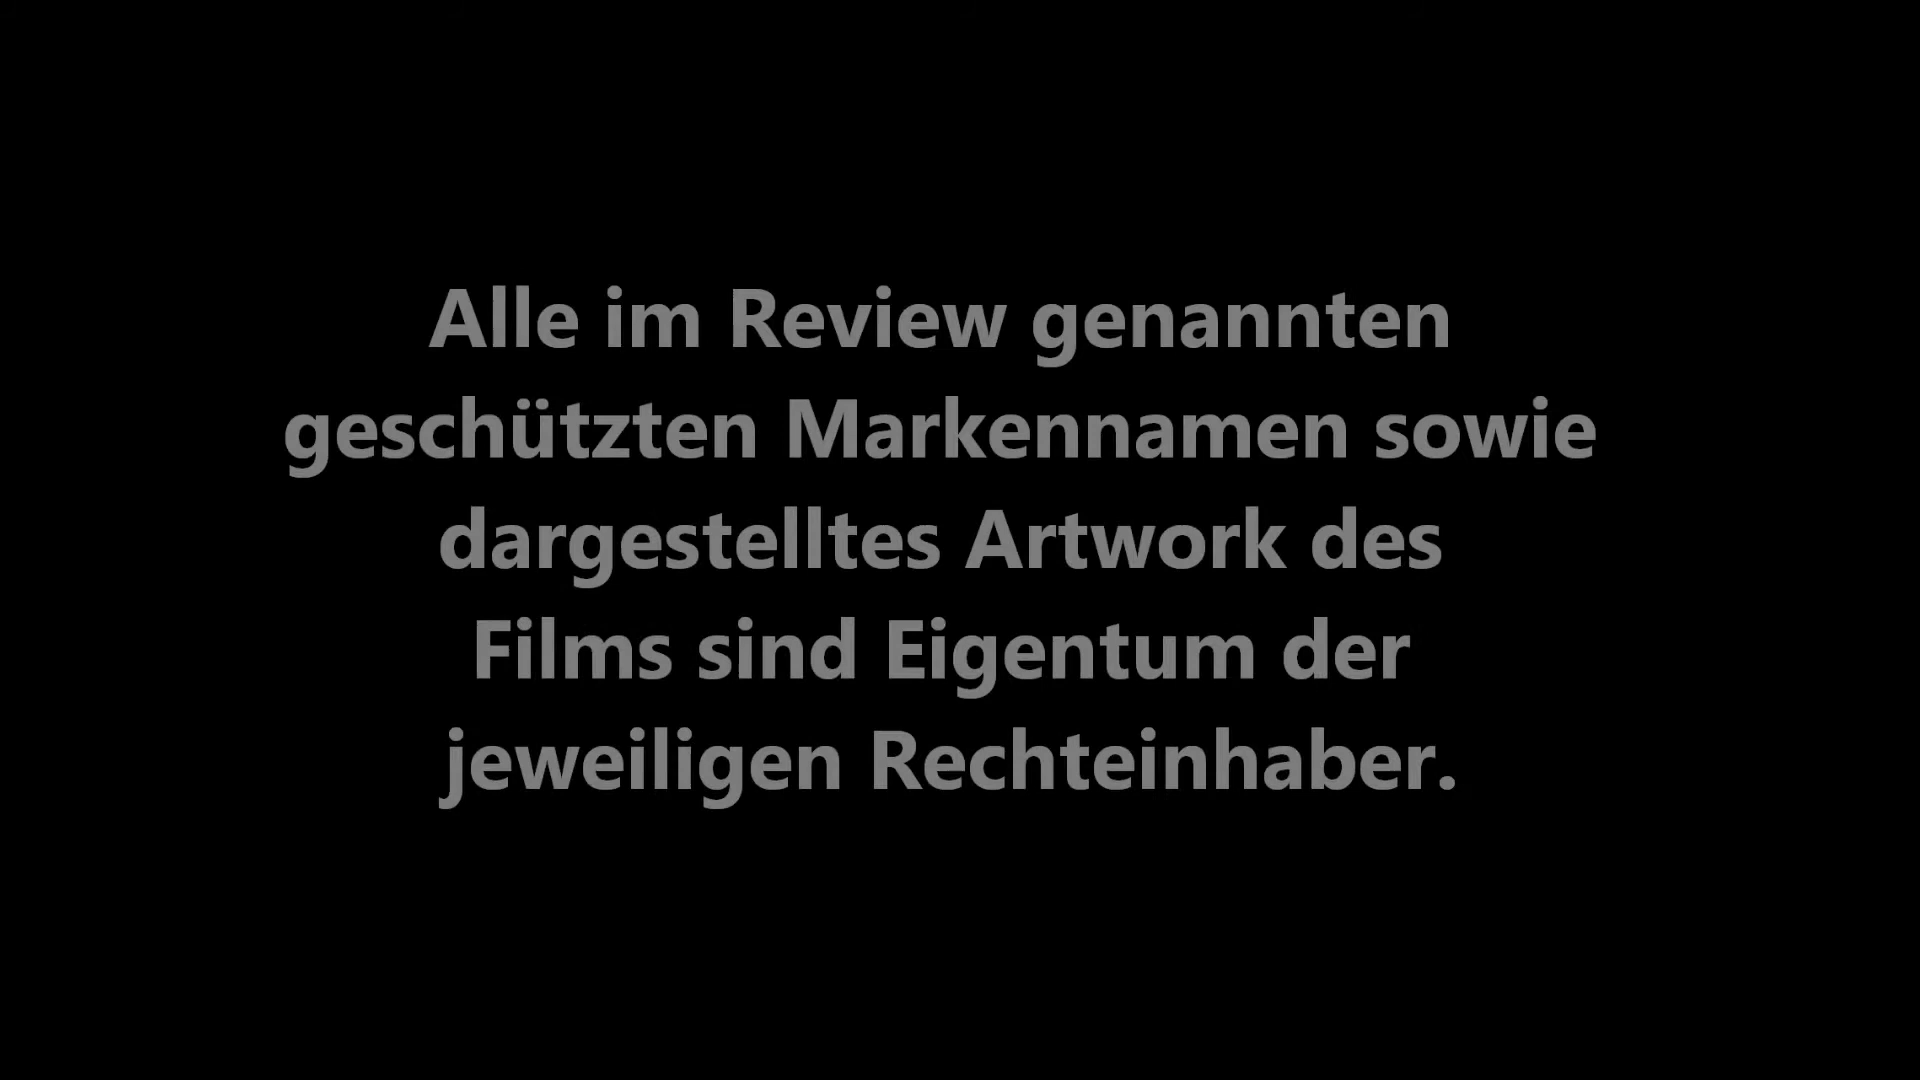 Alle im Review genannten
geschützten Markennamen sowie
dargestelltes Artwork des
Films sind Eigentum der
jeweiligen Rechteinhaber.